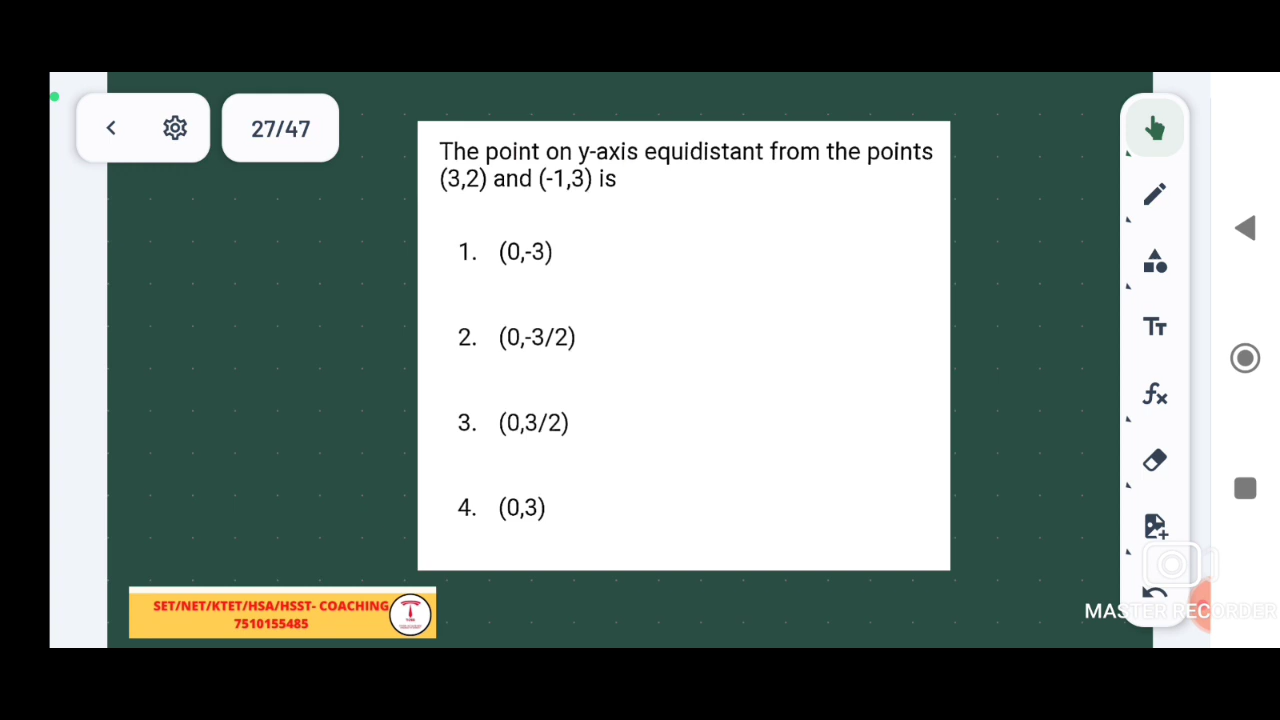 27/47
The point on y-axis equidistant from the points
(3,2) and (-1,3) is
1. (0,-3)
2. (0,-3/2)
3. (0,3/2)
4. (0,3)
Tт
fx
SET/NET/KTET/HSA/HSST- COACHING
7510155485
MASTER RECORDER